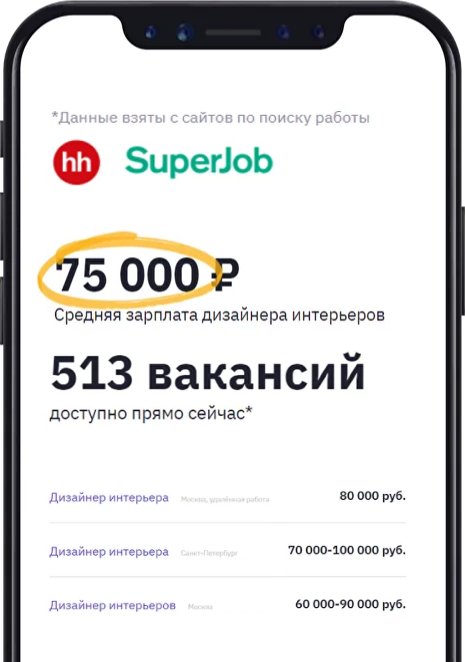 *Данные взяты с сайтов по поиску работы
hh SuperJob
75 000 ₽
Средняя зарплата дизайнера интерьеров
513 вакансий
доступно прямо сейчас*
Дизайнер интерьера Москва, удалённая работа 80 000 руб.
Дизайнер интерьера Санкт-Петербург 70 000-100 000 руб.
Дизайнер интерьеров Москва 60 000-90 000 руб.